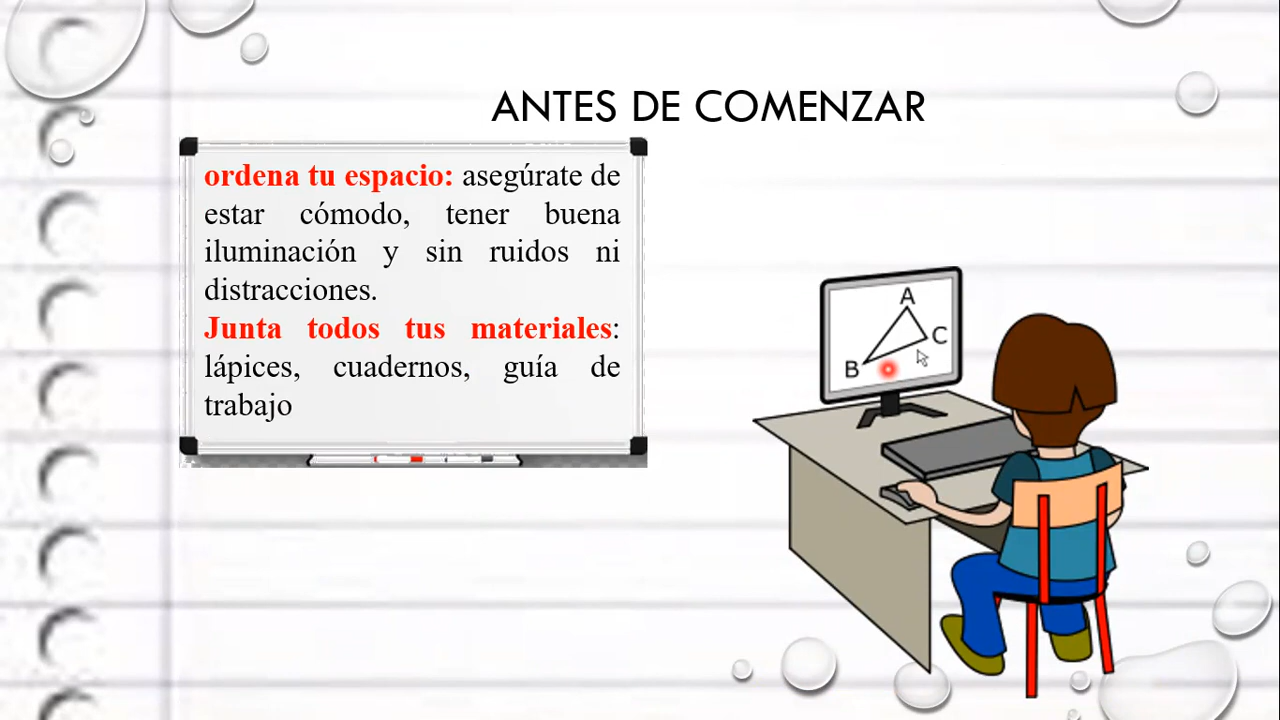 ANTES DE COMENZAR
ordena tu espacio: asegúrate de
estar cómodo, tener buena
iluminación y sin ruidos ni
distracciones.
Junta todos tus materiales:
lápices, cuadernos, guía de
trabajo
A
C
B